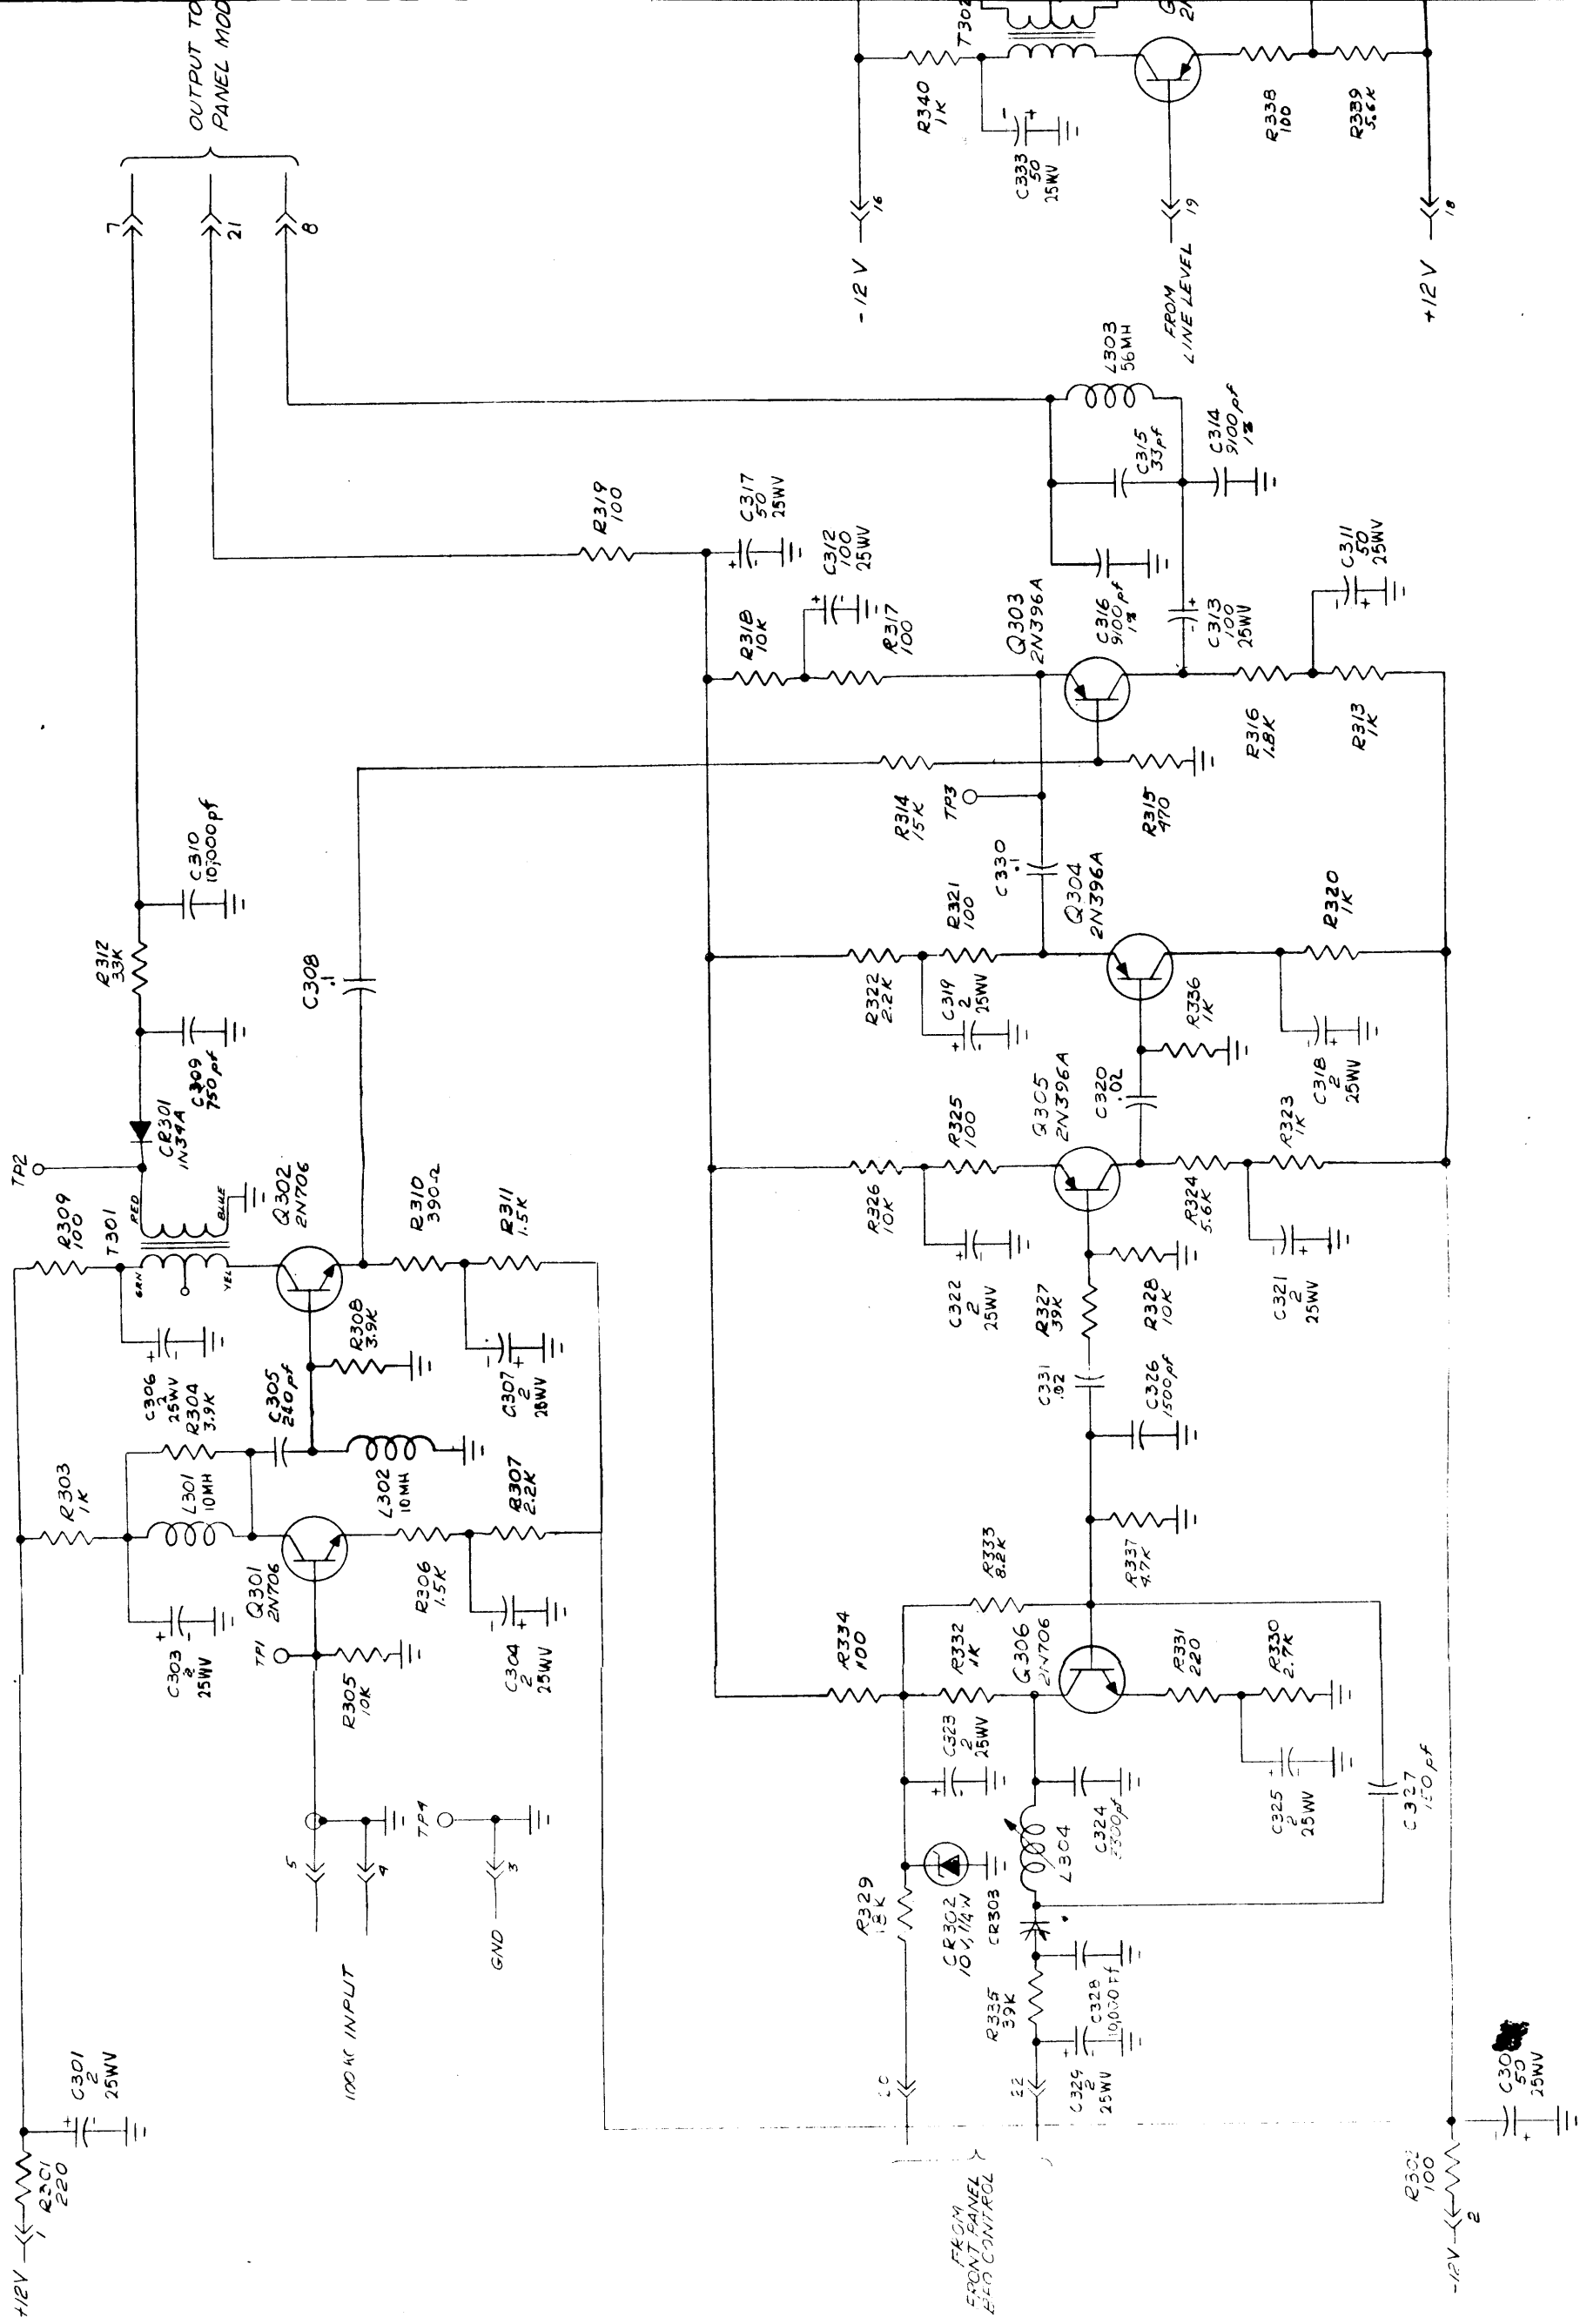 +12V
1
R301
220
C301
2
25WV
R303
1K
C303
2
25WV
L301
10MH
R304
3.9K
C305
240pf
C306
2
25WV
R309
100
T301
GRN
YEL
RED
BLUE
TP2
CR301
1N34A
C309
750pf
R312
33K
C310
10,000pf
7
21
8
OUTPUT TO
PANEL MOD
100 KC INPUT
5
4
TP4
GND
3
TP1
R305
10K
Q301
2N706
R306
1.5K
C304
2
25WV
R307
2.2K
L302
10MH
R308
3.9K
Q302
2N706
C307
2
25WV
R310
390Ω
R311
1.5K
C308
.1
R319
100
C317
50
25WV
R318
10K
C312
100
25WV
R317
100
Q303
2N396A
C316
9100pf
1%
C315
33pf
L303
56MH
C314
9100pf
1%
C313
100
25WV
R314
15K
TP3
R315
470
R316
1.8K
R313
1K
C311
50
25WV
C330
.1
R322
2.2K
C319
2
25WV
R321
100
Q304
2N396A
R336
1K
C318
2
25WV
R320
1K
R326
10K
C322
2
25WV
R325
100
Q305
2N396A
C320
.02
R324
5.6K
R323
1K
C321
2
25WV
R327
39K
R328
10K
C331
.02
C326
1500pf
R337
4.7K
R333
8.2K
R334
100
R332
1K
C323
2
25WV
Q306
2N706
R331
220
R330
2.7K
C325
2
25WV
C327
L304
C324
CR302
10V, 1/4W
CR303
R329
R335
39K
C328
10,000pf
C329
2
25WV
22
FROM
FRONT PANEL
BFO CONTROL
-12V
2
100
50
25WV
-12V
16
R340
1K
T302
C333
50
25WV
FROM
LINE LEVEL
19
R338
100
R339
5.6K
+12V
18